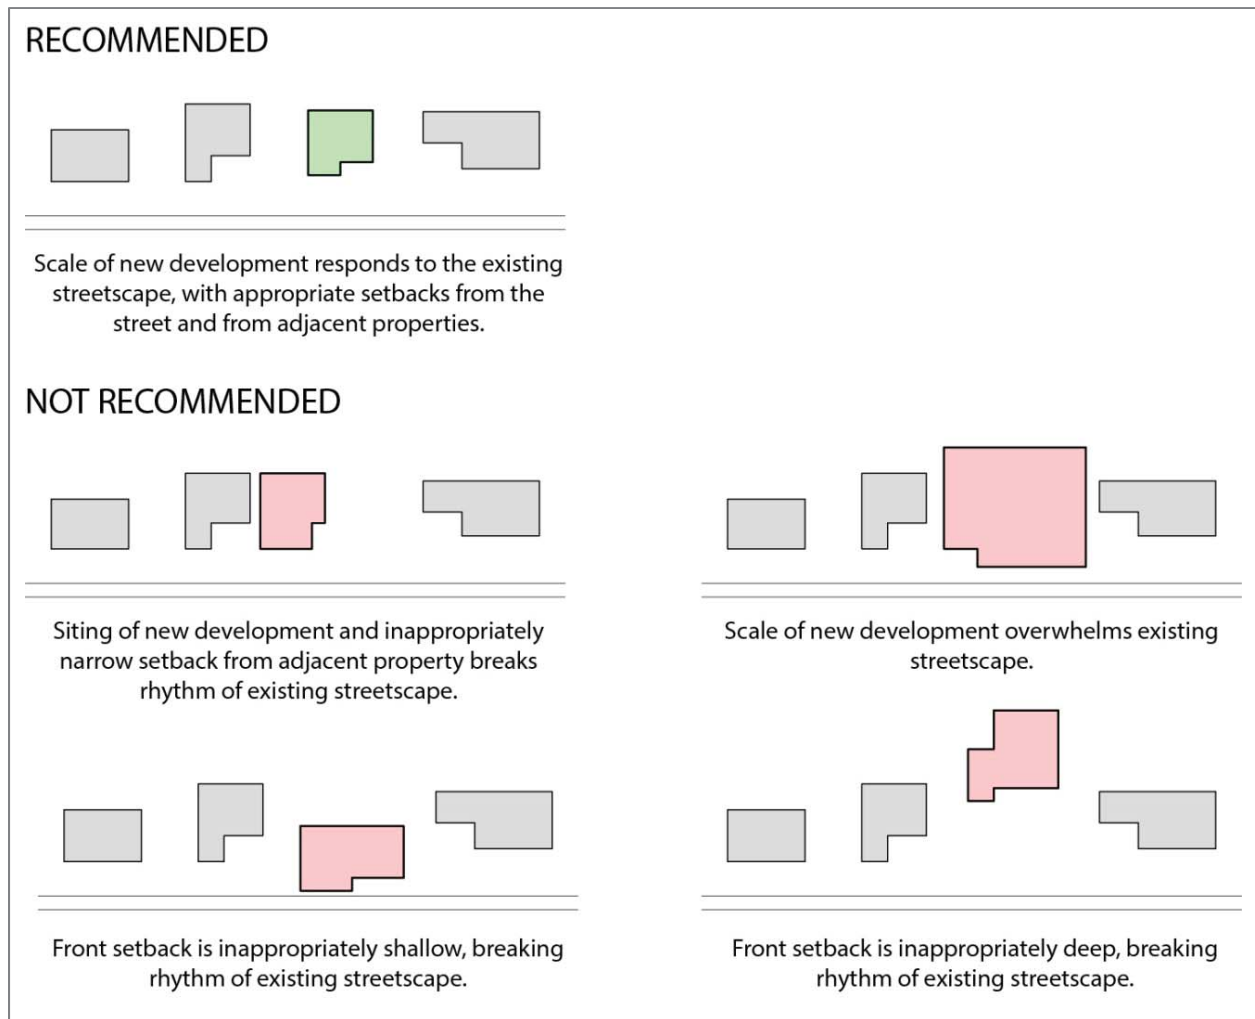 RECOMMENDED
Scale of new development responds to the existing
streetscape, with appropriate setbacks from the
street and from adjacent properties.
NOT RECOMMENDED
Siting of new development and inappropriately
narrow setback from adjacent property breaks
rhythm of existing streetscape.
Scale of new development overwhelms existing
streetscape.
Front setback is inappropriately shallow, breaking
rhythm of existing streetscape.
Front setback is inappropriately deep, breaking
rhythm of existing streetscape.